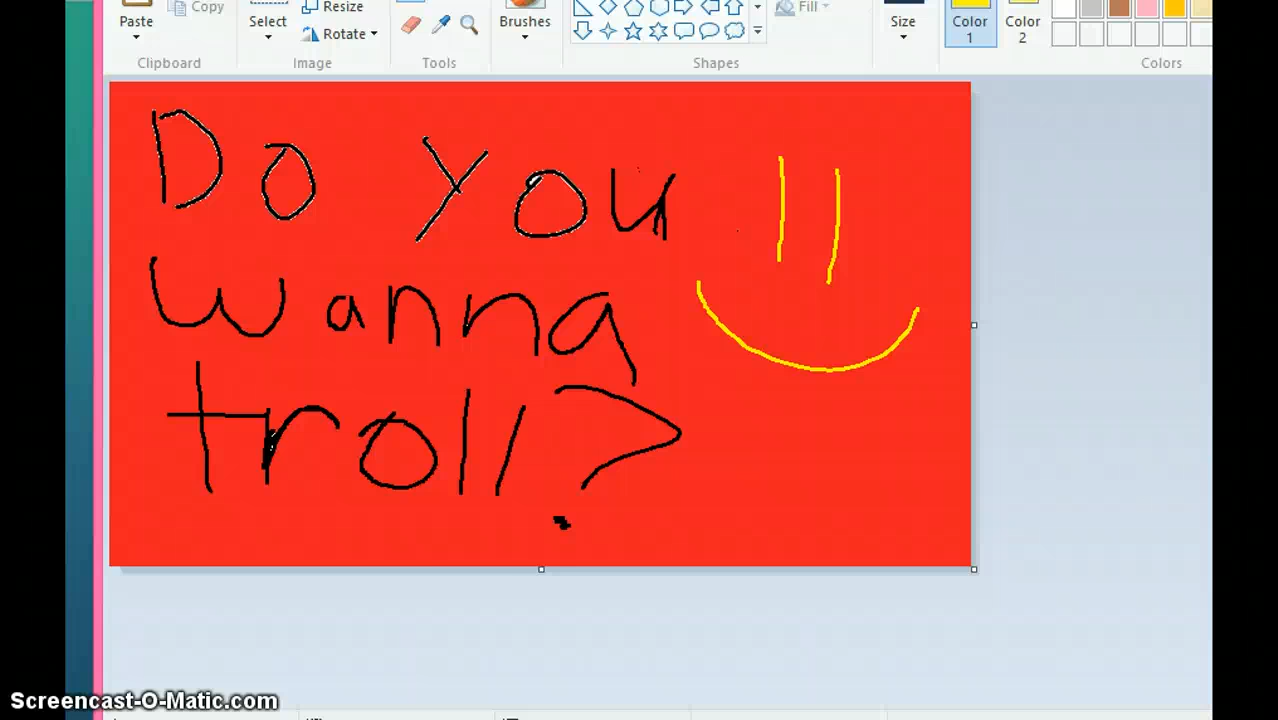 Paste
Copy
Select
Resize
Rotate
Brushes
Fill
Size
Color 1
Color 2
Clipboard
Image
Tools
Shapes
Colors
Do you
wanna
troll?
Screencast-O-Matic.com